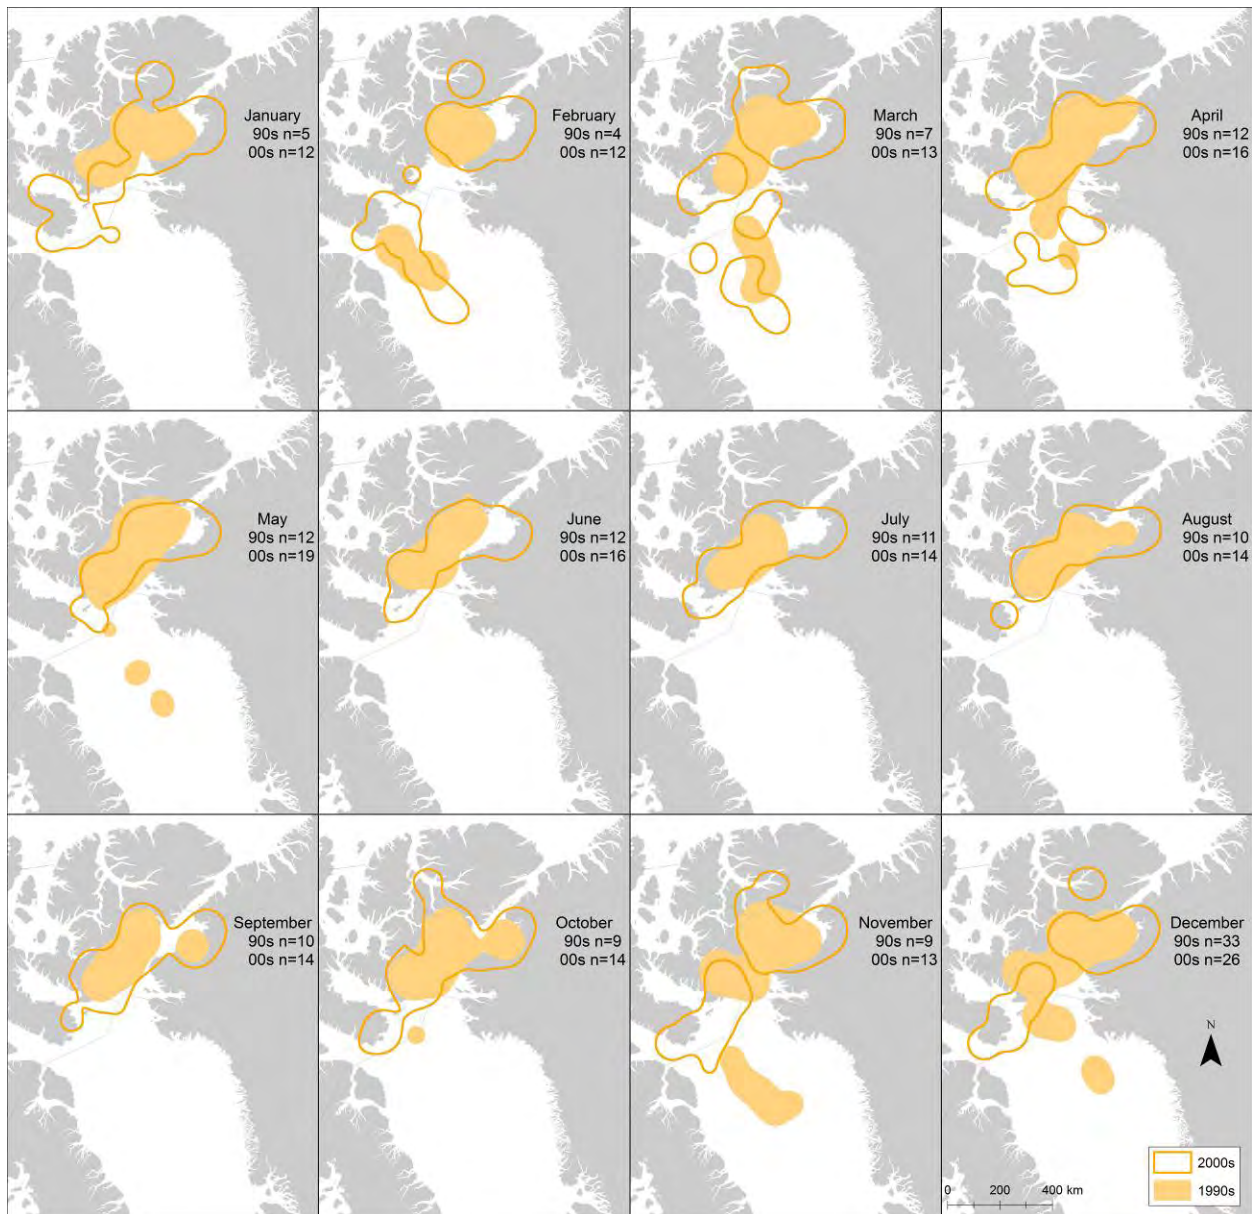 January
90s n=5
00s n=12
February
90s n=4
00s n=12
March
90s n=7
00s n=13
April
90s n=12
00s n=16
May
90s n=12
00s n=19
June
90s n=12
00s n=16
July
90s n=11
00s n=14
August
90s n=10
00s n=14
September
90s n=10
00s n=14
October
90s n=9
00s n=14
November
90s n=9
00s n=13
December
90s n=33
00s n=26
N
2000s
1990s
0 200 400 km